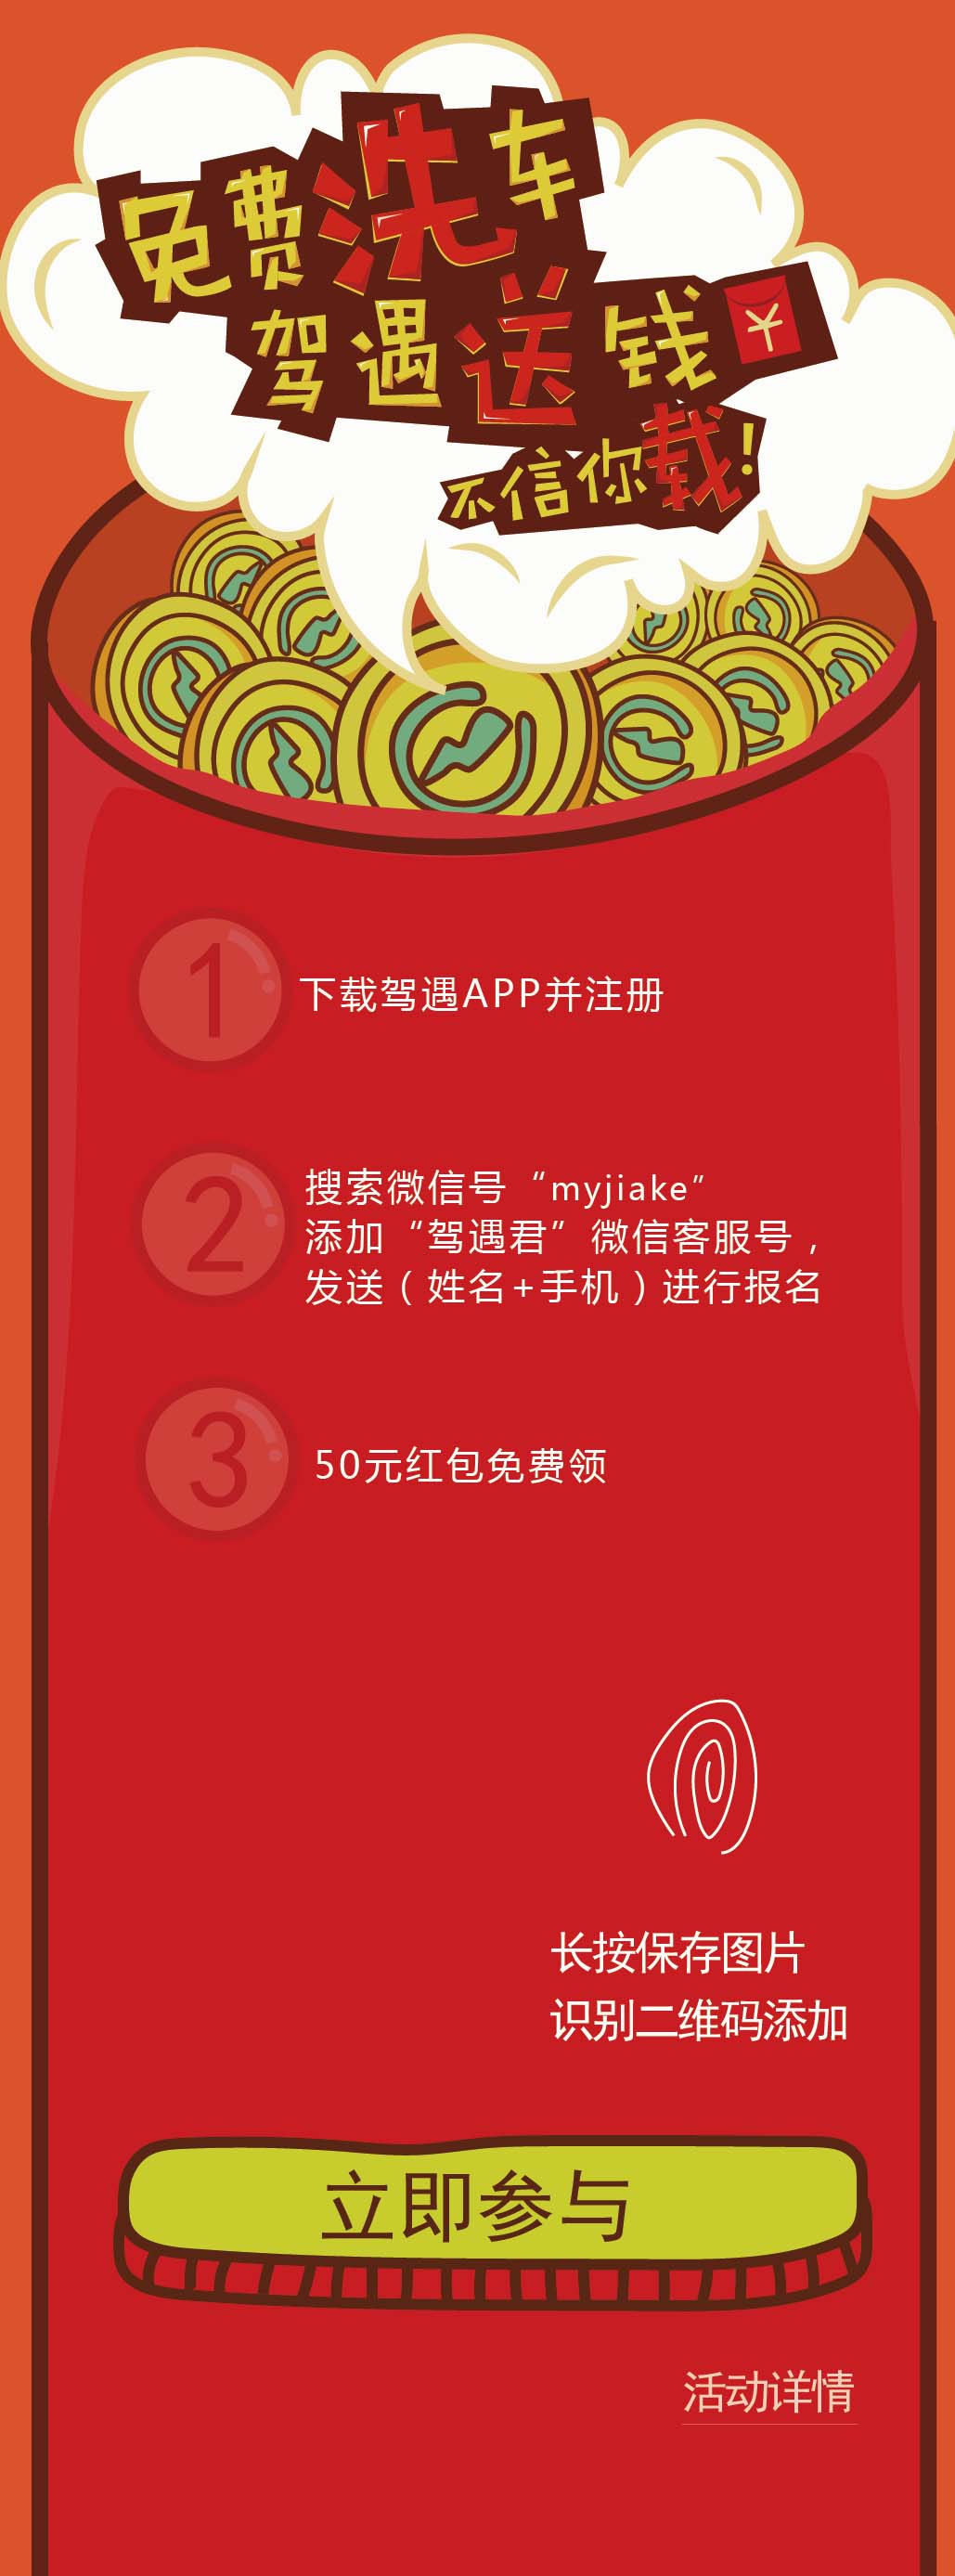 免费洗车
驾遇送钱¥
不信你载!
1
下载驾遇APP并注册
2
搜索微信号“myjiake”
添加“驾遇君”微信客服号，
发送（姓名+手机）进行报名
3
50元红包免费领
长按保存图片
识别二维码添加
立即参与
活动详情